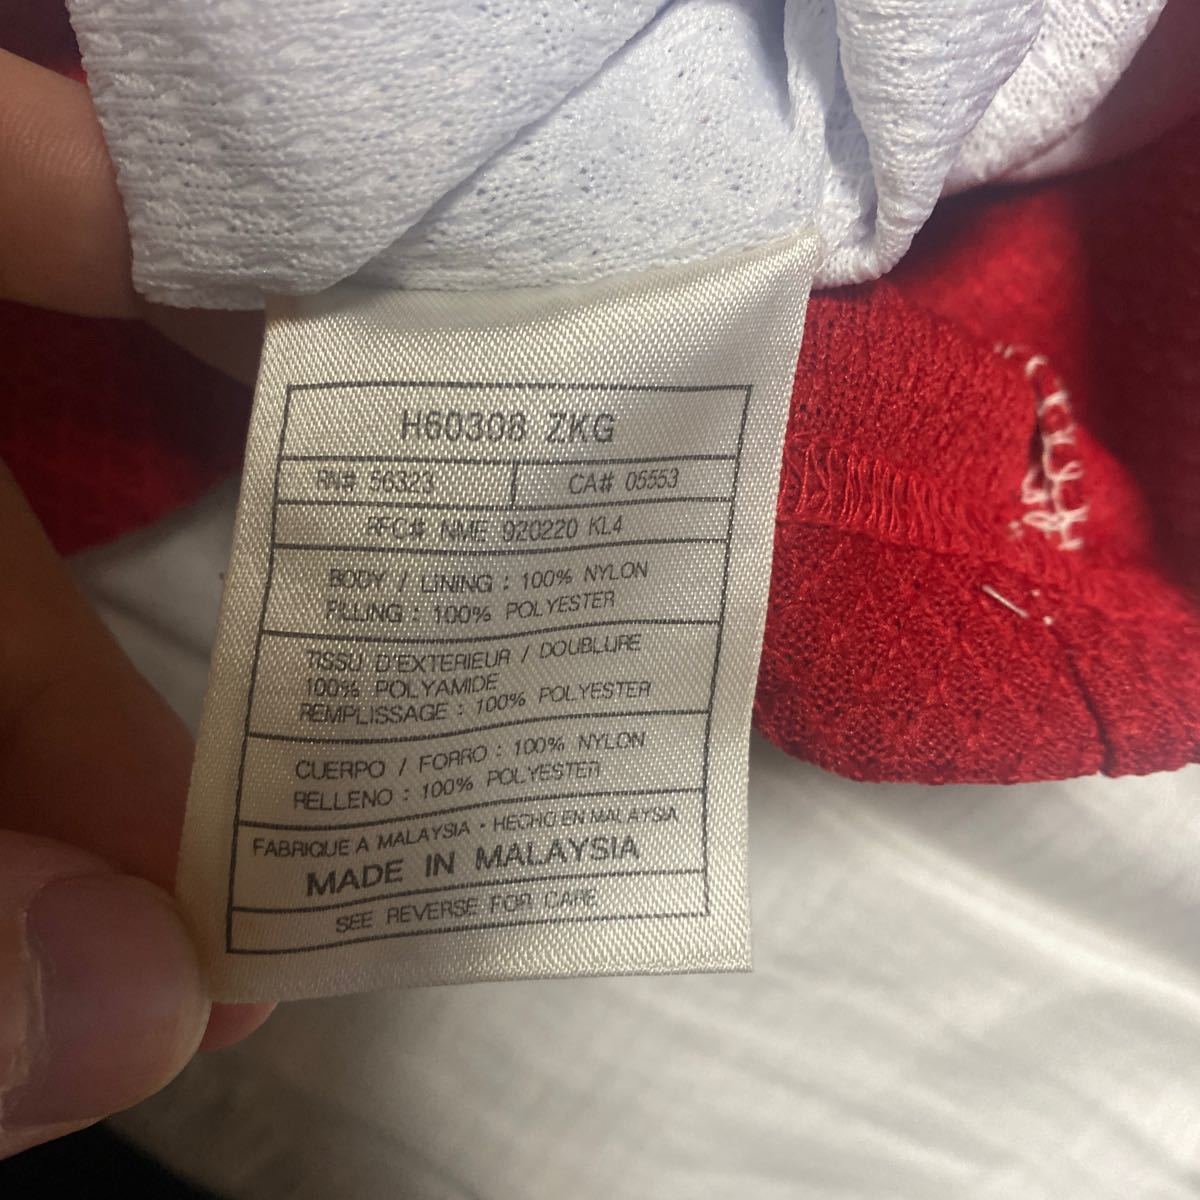 H60308 ZKG
RN# 56323 CA# 05553
RFC# NME 920220 KL4
BODY / LINING : 100% NYLON
FILLING : 100% POLYESTER
TISSU D'EXTERIEUR / DOUBLURE
100% POLYAMIDE
REMPLISSAGE : 100% POLYESTER
CUERPO / FORRO : 100% NYLON
RELLENO : 100% POLYESTER
FABRIQUE A MALAYSIA · HECHO EN MALAYSIA
MADE IN MALAYSIA
SEE REVERSE FOR CARE